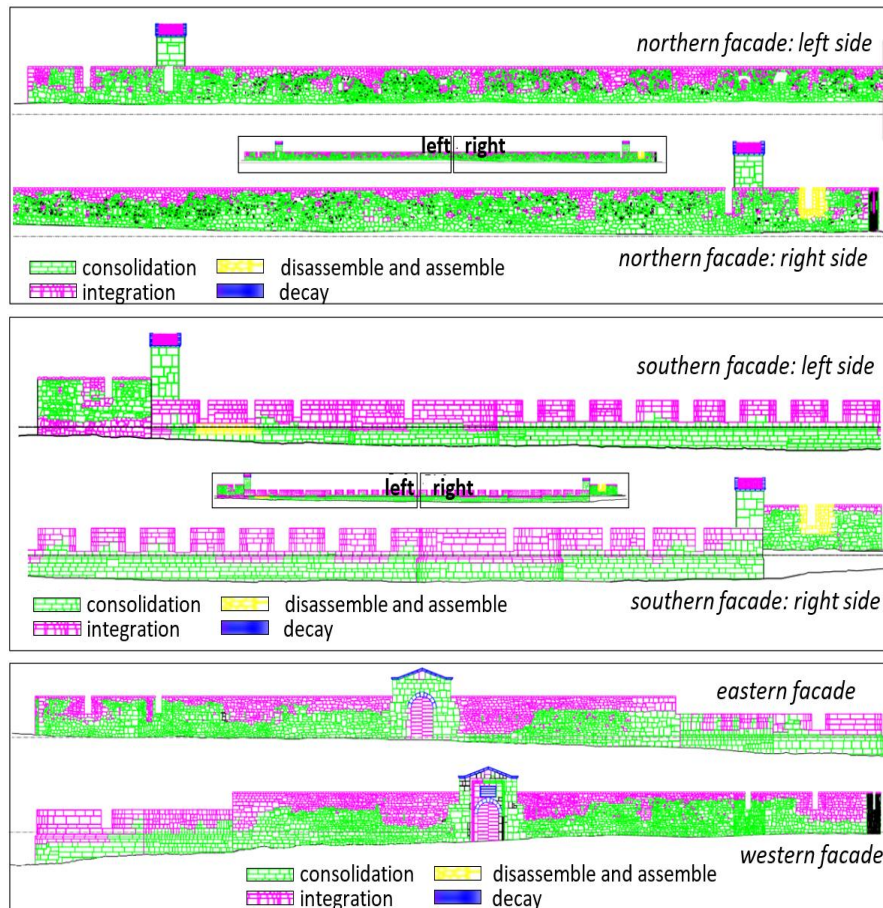 northern facade: left side
left right
northern facade: right side
consolidation disassemble and assemble
integration decay
southern facade: left side
left right
southern facade: right side
consolidation disassemble and assemble
integration decay
eastern facade
western facade
consolidation disassemble and assemble
integration decay